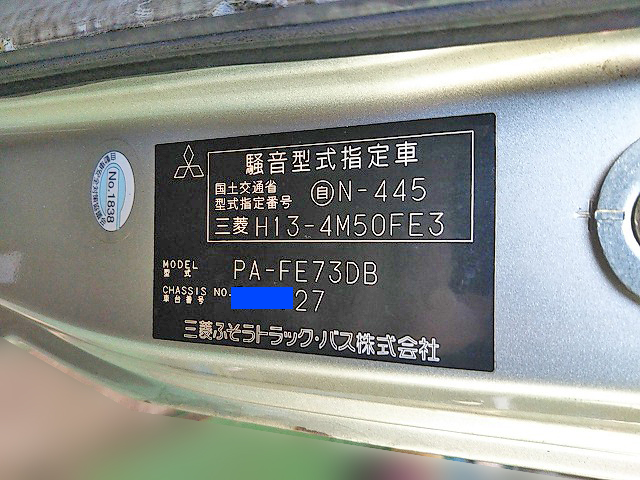 騒音型式指定車
国土交通省
型式指定番号
自N-445
三菱 H13-4M50FE3
MODEL
型式
PA-FE73DB
CHASSIS NO.
車台番号
27
三菱ふそうトラック・バス株式会社
No.1838